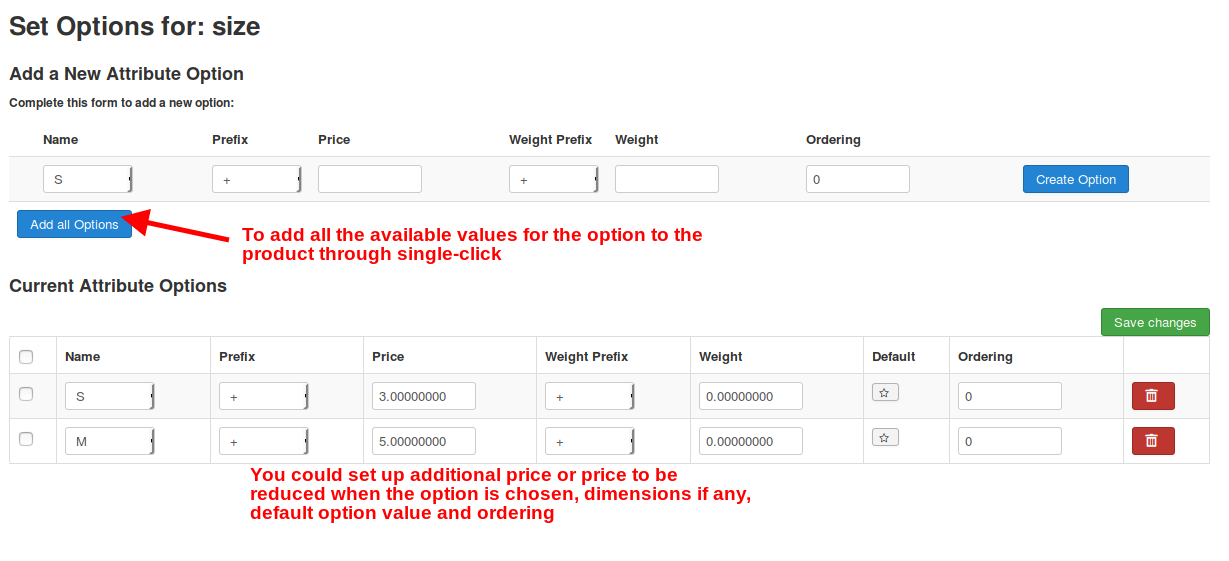 Set Options for: size
Add a New Attribute Option
Complete this form to add a new option:
Name Prefix Price Weight Prefix Weight Ordering
S + + 0 Create Option
Add all Options
To add all the available values for the option to the
product through single-click
Current Attribute Options
Save changes
Name Prefix Price Weight Prefix Weight Default Ordering
S + 3.00000000 + 0.00000000 0
M + 5.00000000 + 0.00000000 0
You could set up additional price or price to be
reduced when the option is chosen, dimensions if any,
default option value and ordering